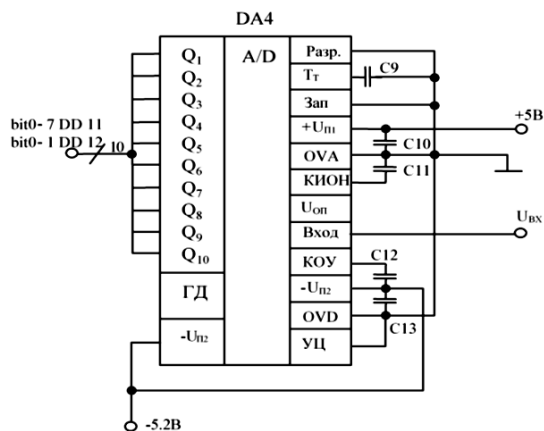 DA4
Q1
Q2
Q3
Q4
Q5
Q6
Q7
Q8
Q9
Q10
ГД
-UП2
A/D
Разр.
TТ
Зап
+UП1
OVA
КИОН
UОП
Вход
КОУ
-UП2
OVD
УЦ
C9
C10
C11
C12
C13
bit0- 7 DD 11
bit0- 1 DD 12
10
+5В
UВХ
-5.2В